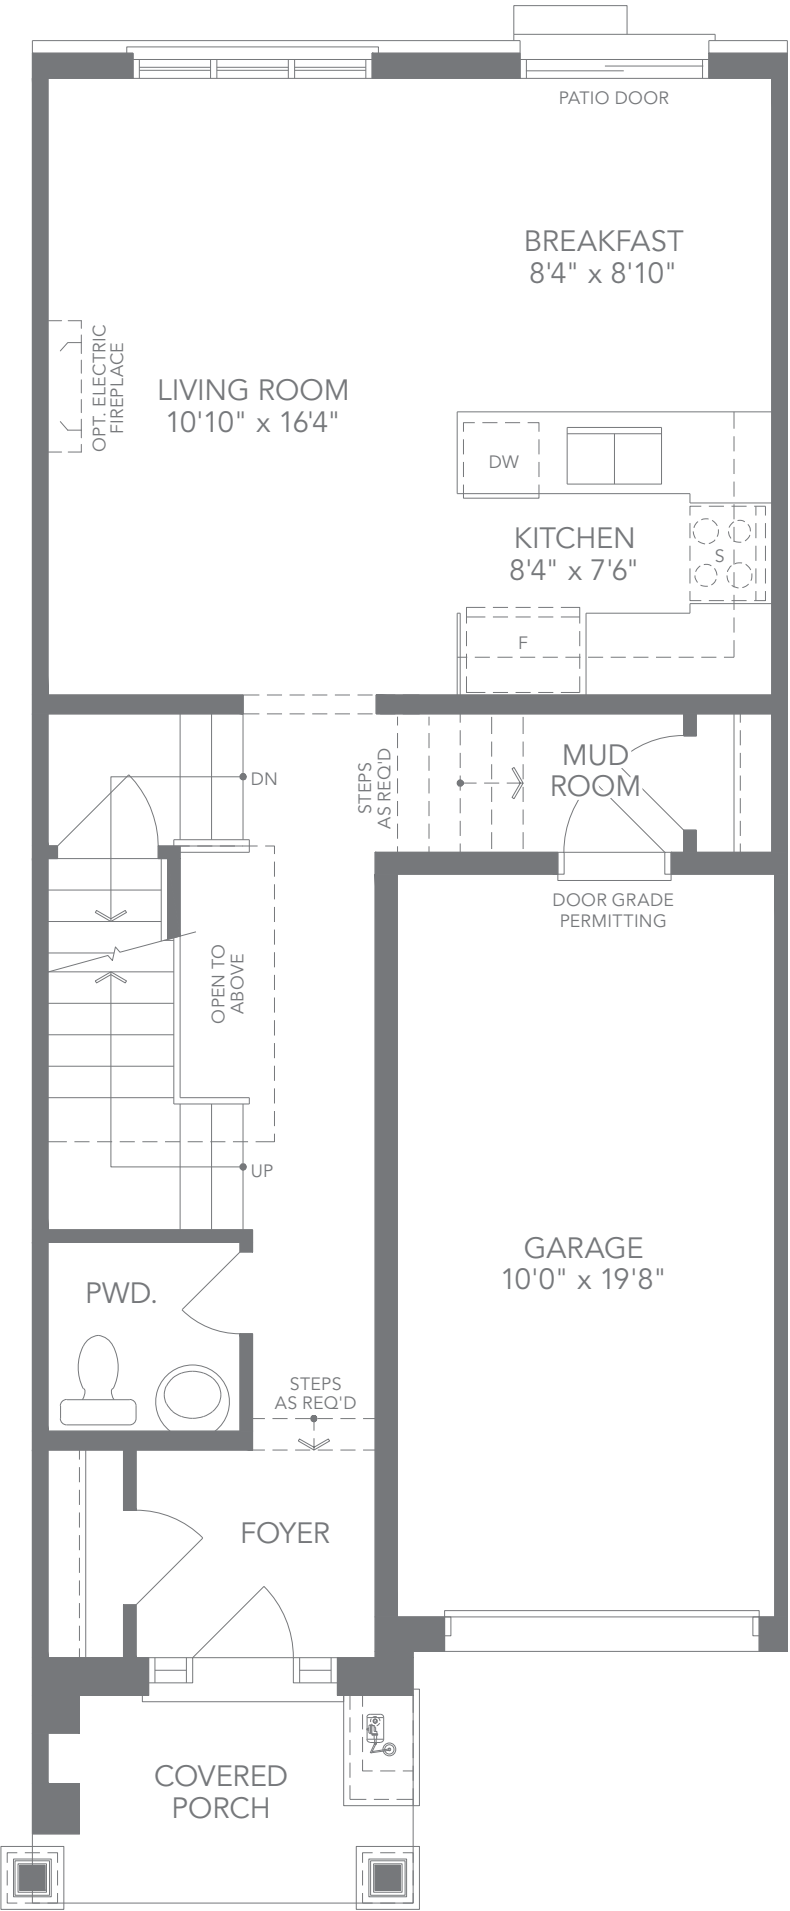 PATIO DOOR
BREAKFAST
8'4" x 8'10"
OPT. ELECTRIC
FIREPLACE
LIVING ROOM
10'10" x 16'4"
DW
KITCHEN
8'4" x 7'6"
S
F
DN
STEPS
AS REQ'D
MUD
ROOM
DOOR GRADE
PERMITTING
OPEN TO
ABOVE
UP
GARAGE
10'0" x 19'8"
PWD.
STEPS
AS REQ'D
FOYER
COVERED
PORCH